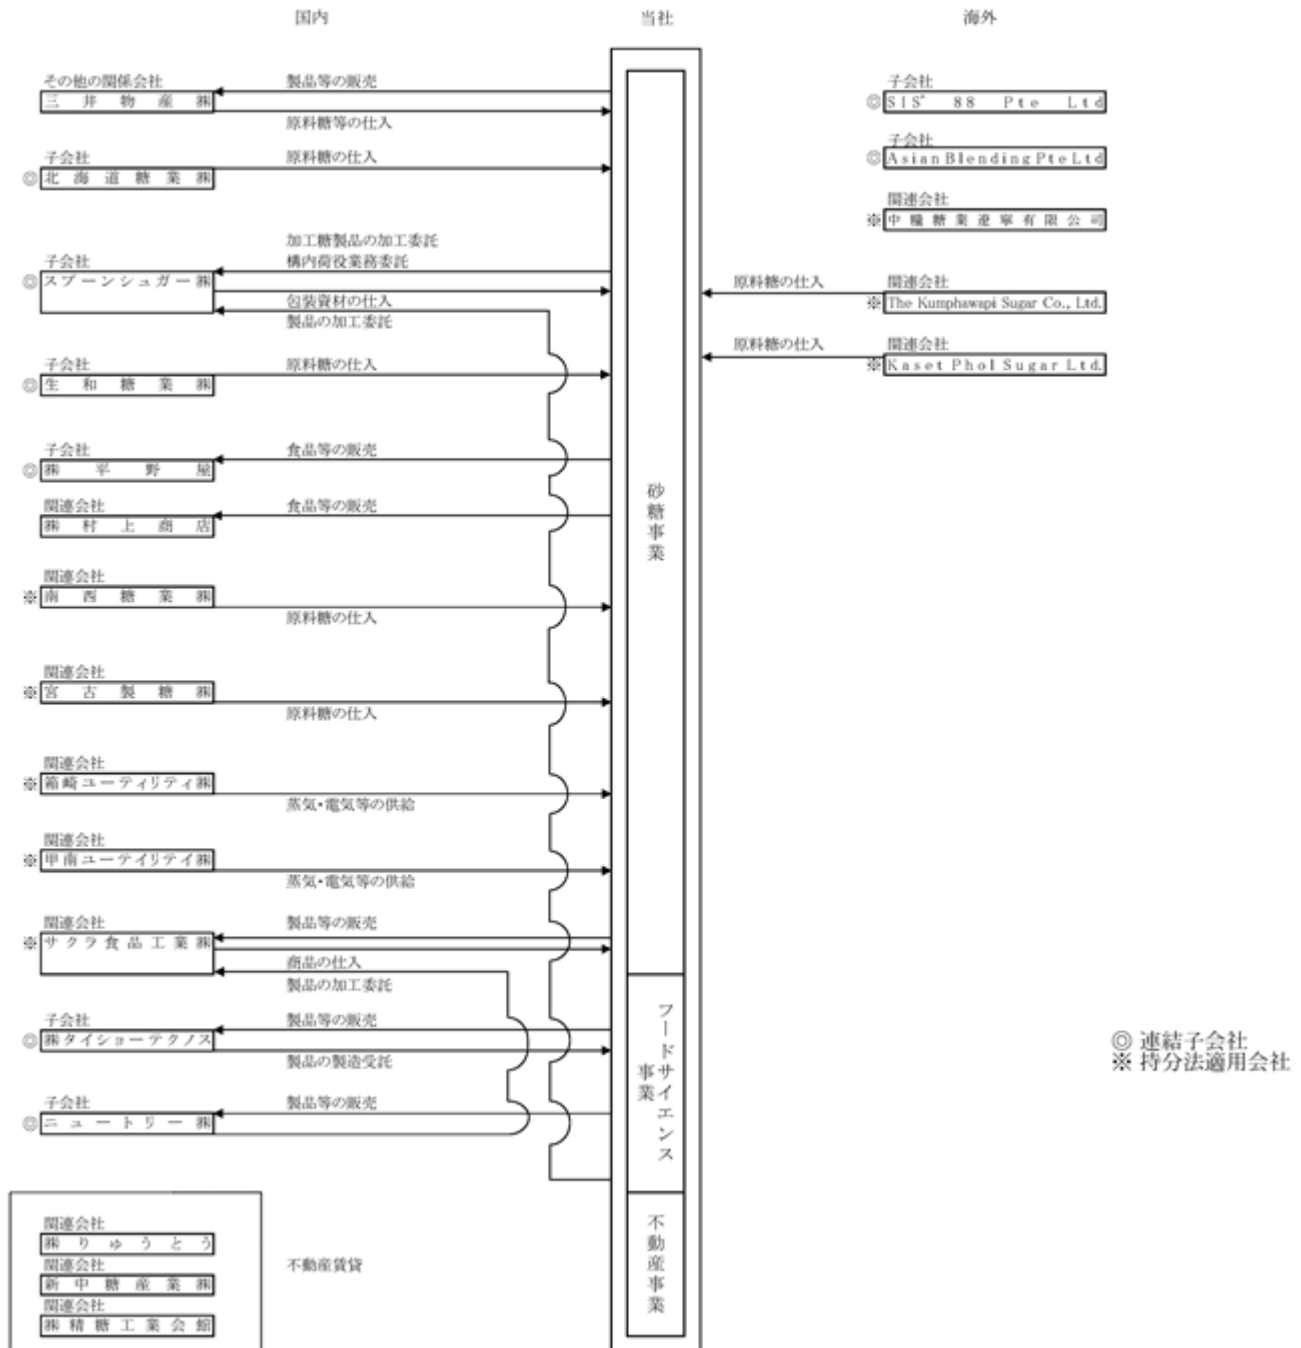 国内 当社 海外
その他の関係会社 製品等の販売
三井物産㈱
原料糖等の仕入
子会社 原料糖の仕入
◎ 北海道糖業㈱
加工糖製品の加工委託
子会社 構内荷役業務委託
◎ スプーンシュガー㈱
包装資材の仕入
製品の加工委託
子会社 原料糖の仕入
◎ 生和糖業㈱
子会社 食品等の販売
◎ ㈱平野屋
関連会社 食品等の販売
㈱村上商店
関連会社
※ 南西糖業㈱
原料糖の仕入
関連会社
※ 宮古製糖㈱
原料糖の仕入
関連会社
※ 箱崎ユーティリティ㈱
蒸気・電気等の供給
関連会社
※ 甲南ユーテイリテイ㈱
蒸気・電気等の供給
関連会社 製品等の販売
※ サクラ食品工業㈱
商品の仕入
製品の加工委託
子会社 製品等の販売
◎ ㈱タイショーテクノス
製品の製造受託
子会社 製品等の販売
◎ ニュートリー㈱
関連会社
㈱りゅうとう
関連会社
新中糖産業㈱
関連会社
㈱精糖工業会館
不動産賃貸
砂糖事業
フードサイエンス
事業
不動産事業
子会社
◎ SIS' 88 Pte Ltd
子会社
◎ Asian Blending Pte Ltd
関連会社
※ 中糧糖業遼寧有限公司
原料糖の仕入 関連会社
※ The Kumphawapi Sugar Co., Ltd.
原料糖の仕入 関連会社
※ Kaset Phol Sugar Ltd.
◎ 連結子会社
※ 持分法適用会社